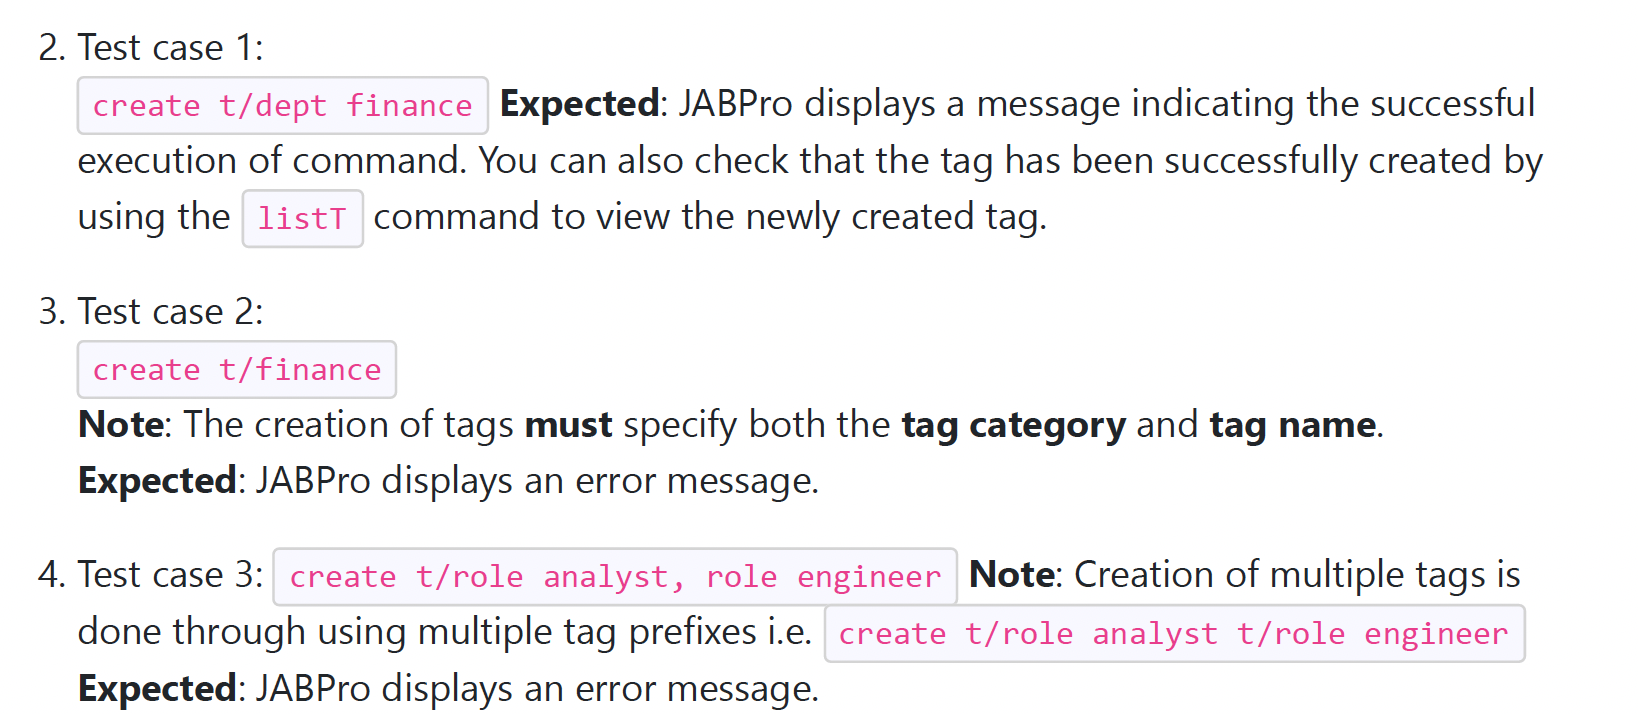 2. Test case 1:
create t/dept finance Expected: JABPro displays a message indicating the successful
execution of command. You can also check that the tag has been successfully created by
using the listT command to view the newly created tag.
3. Test case 2:
create t/finance
Note: The creation of tags must specify both the tag category and tag name.
Expected: JABPro displays an error message.
4. Test case 3: create t/role analyst, role engineer Note: Creation of multiple tags is
done through using multiple tag prefixes i.e. create t/role analyst t/role engineer
Expected: JABPro displays an error message.